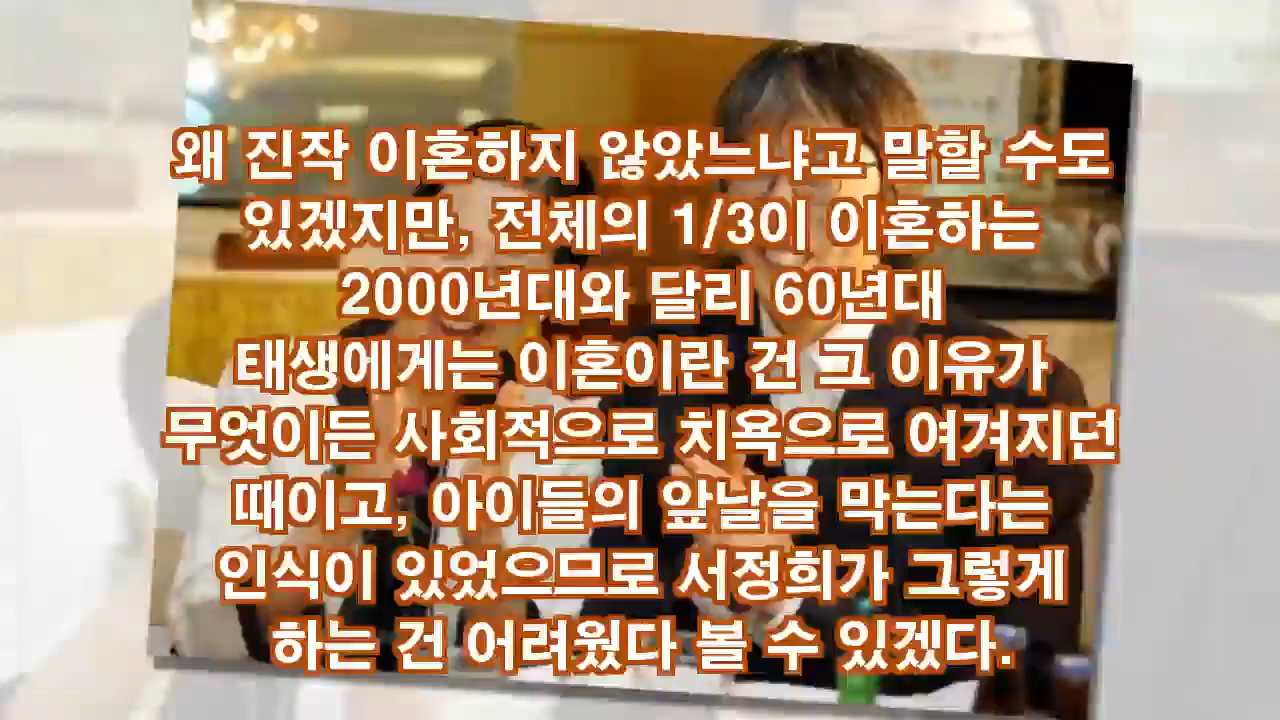 왜 진작 이혼하지 않았느냐고 말할 수도
있겠지만, 전체의 1/3이 이혼하는
2000년대와 달리 60년대
태생에게는 이혼이란 건 그 이유가
무엇이든 사회적으로 치욕으로 여겨지던
때이고, 아이들의 앞날을 막는다는
인식이 있었으므로 서정희가 그렇게
하는 건 어려웠다 볼 수 있겠다.